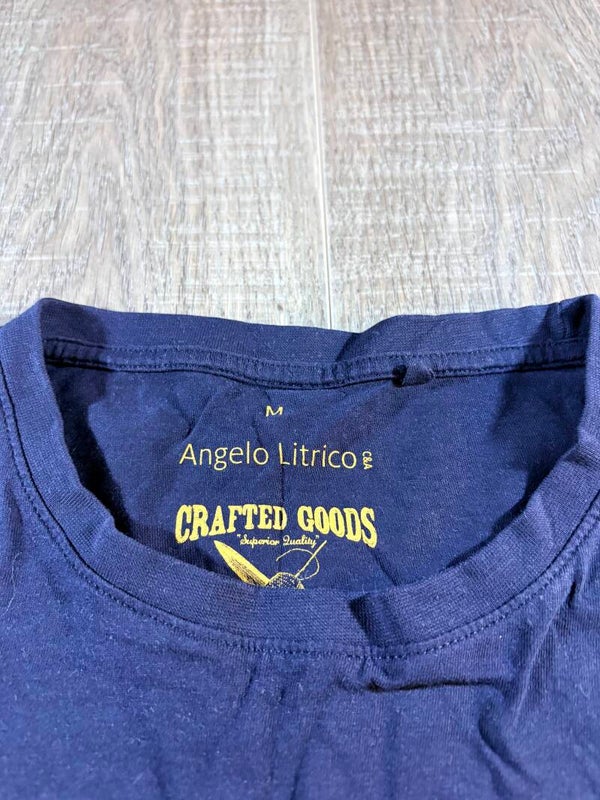 M
Angelo Litrico C&A
CRAFTED GOODS
"Superior Quality"